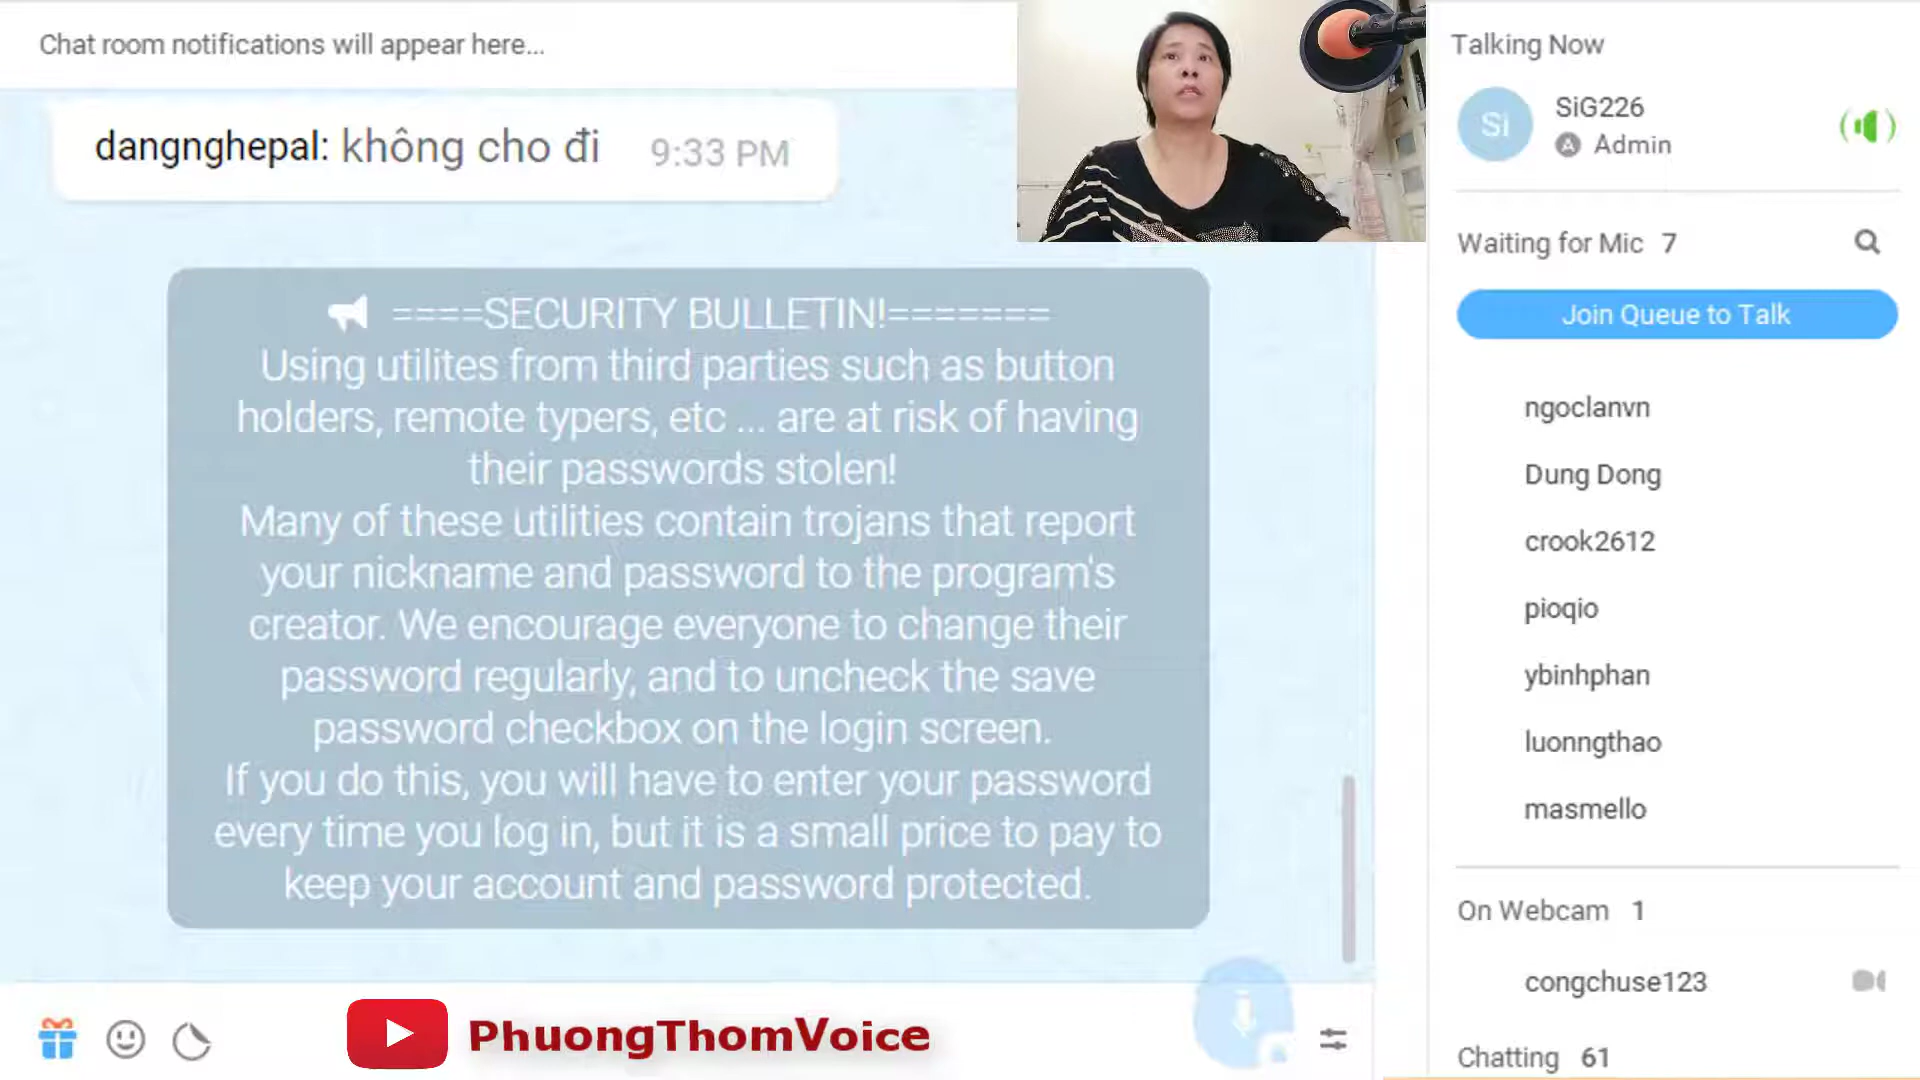 Chat room notifications will appear here...
dangnghepal: không cho đi 9:33 PM
====SECURITY BULLETIN!=======
Using utilites from third parties such as button
holders, remote typers, etc ... are at risk of having
their passwords stolen!
Many of these utilities contain trojans that report
your nickname and password to the program's
creator. We encourage everyone to change their
password regularly, and to uncheck the save
password checkbox on the login screen.
If you do this, you will have to enter your password
every time you log in, but it is a small price to pay to
keep your account and password protected.
PhuongThomVoice
Talking Now
Si
SiG226
A Admin
Waiting for Mic 7
Join Queue to Talk
ngoclanvn
Dung Dong
crook2612
pioqio
ybinhphan
luonngthao
masmello
On Webcam 1
congchuse123
Chatting 61